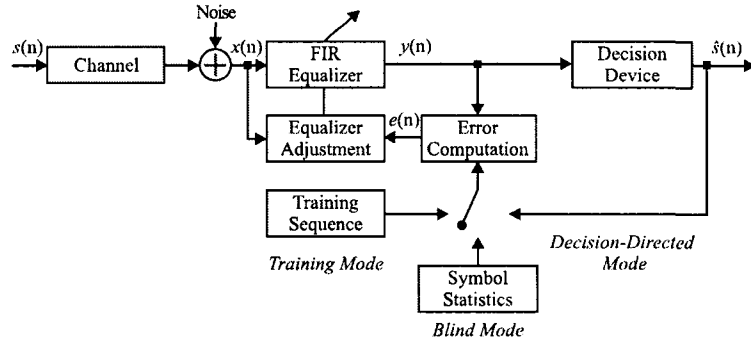 Noise
s(n)
Channel
x(n)
FIR
Equalizer
y(n)
Decision
Device
ŝ(n)
Equalizer
Adjustment
e(n)
Error
Computation
Training
Sequence
Training Mode
Decision-Directed
Mode
Symbol
Statistics
Blind Mode